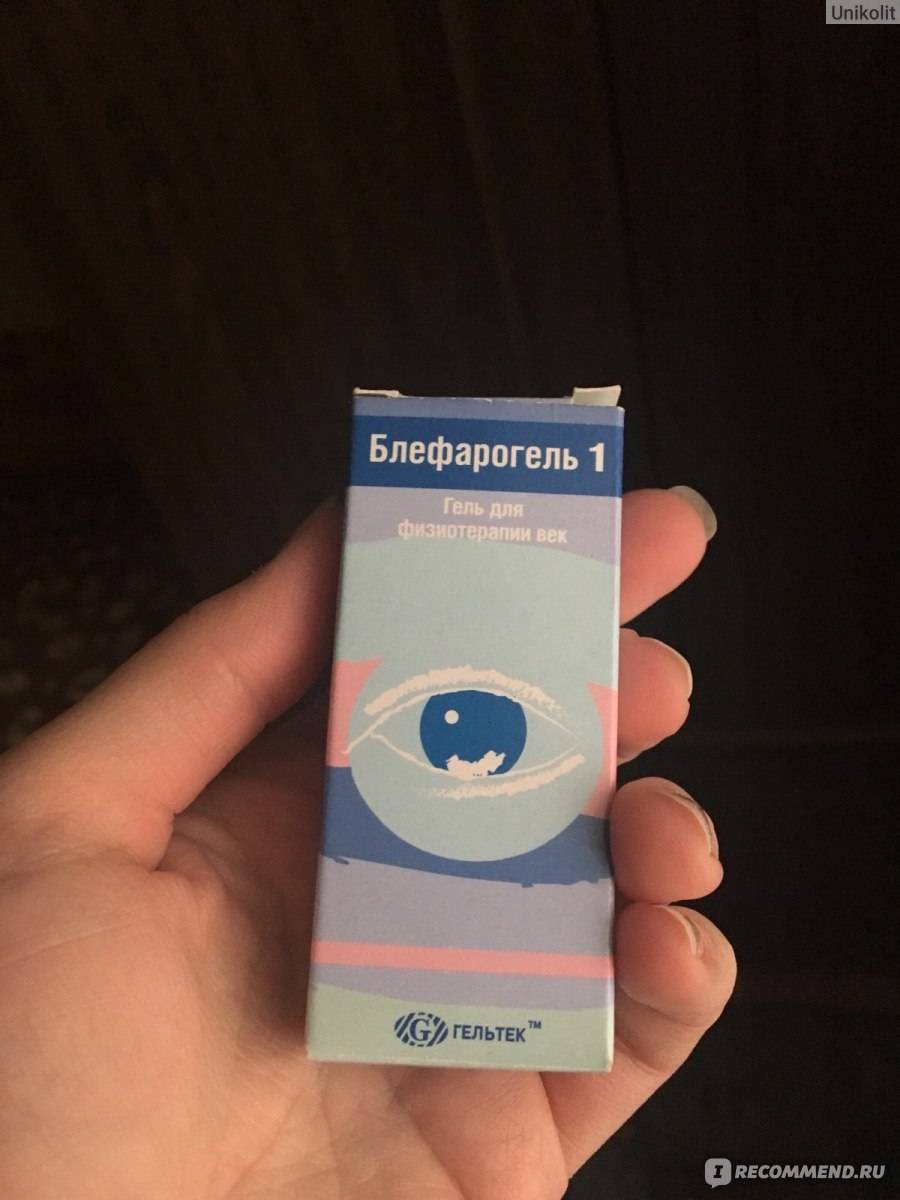 Unikolit
Блефарогель 1
Гель для
физиотерапии век
G ГЕЛЬТЕК™
I RECOMMEND.RU